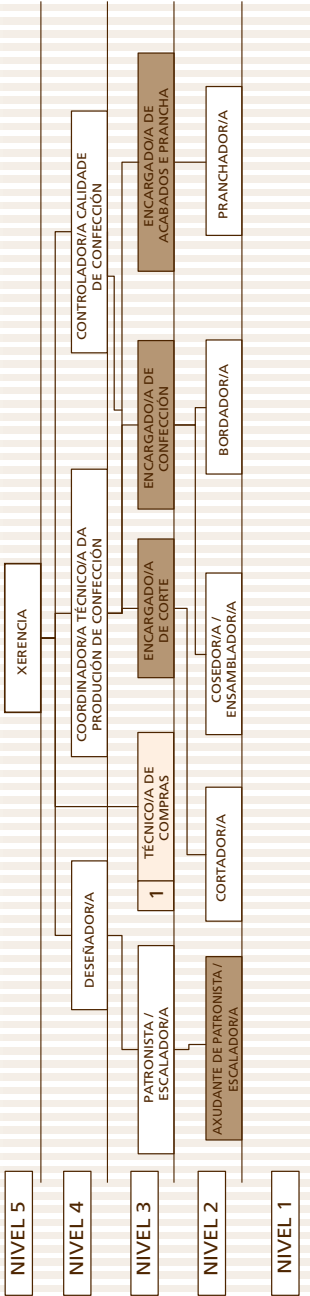 NIVEL 5
XERENCIA
NIVEL 4
DESEÑADOR/A
COORDINADOR/A TÉCNICO/A DA
PRODUCIÓN DE CONFECCIÓN
CONTROLADOR/A CALIDADE
DE CONFECCIÓN
NIVEL 3
PATRONISTA /
ESCALADOR/A
1
TÉCNICO/A DE
COMPRAS
ENCARGADO/A
DE CORTE
ENCARGADO/A DE
CONFECCIÓN
ENCARGADO/A DE
ACABADOS E PRANCHA
NIVEL 2
AXUDANTE DE PATRONISTA /
ESCALADOR/A
CORTADOR/A
COSEDOR/A /
ENSAMBLADOR/A
BORDADOR/A
PRANCHADOR/A
NIVEL 1